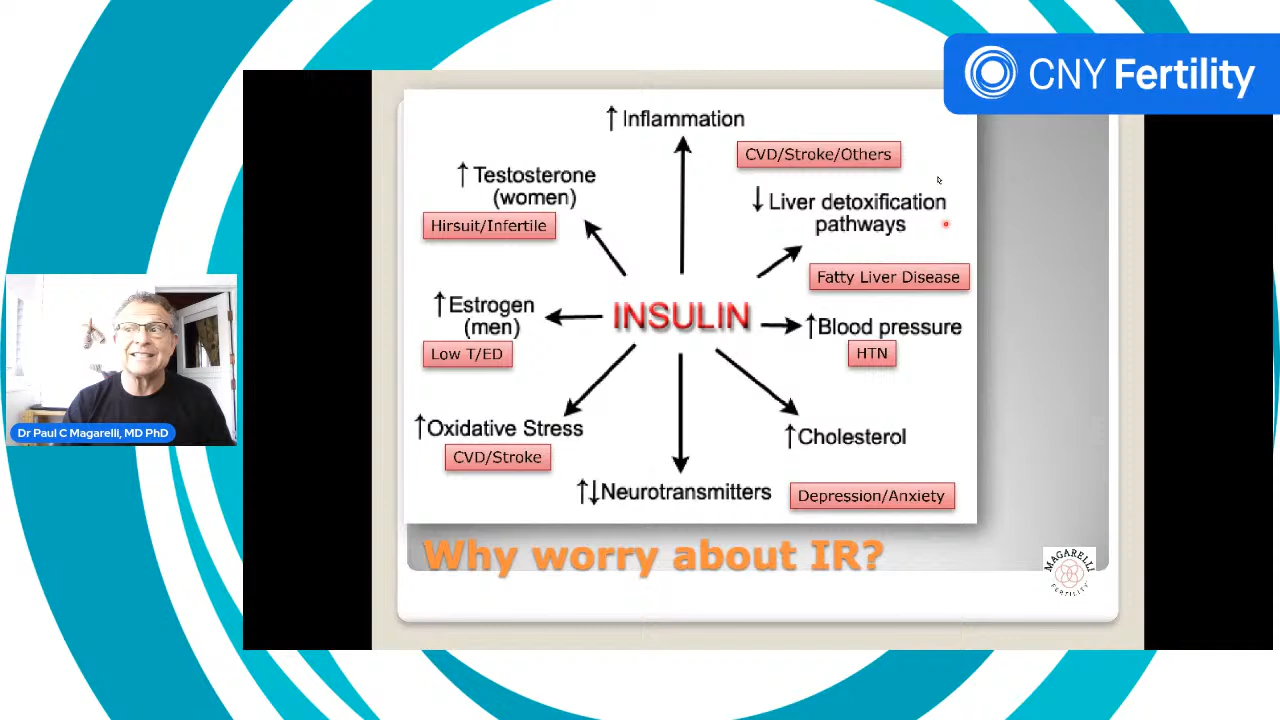 CNY Fertility
↑Inflammation
CVD/Stroke/Others
↑Testosterone
(women)
Hirsuit/Infertile
↓Liver detoxification
pathways
Fatty Liver Disease
↑Estrogen
(men)
Low T/ED
INSULIN
↑Blood pressure
HTN
↑Oxidative Stress
CVD/Stroke
↑Cholesterol
↑↓Neurotransmitters
Depression/Anxiety
Dr Paul C Magarelli, MD PhD
Why worry about IR?
MAGARELLI
FERTILITY